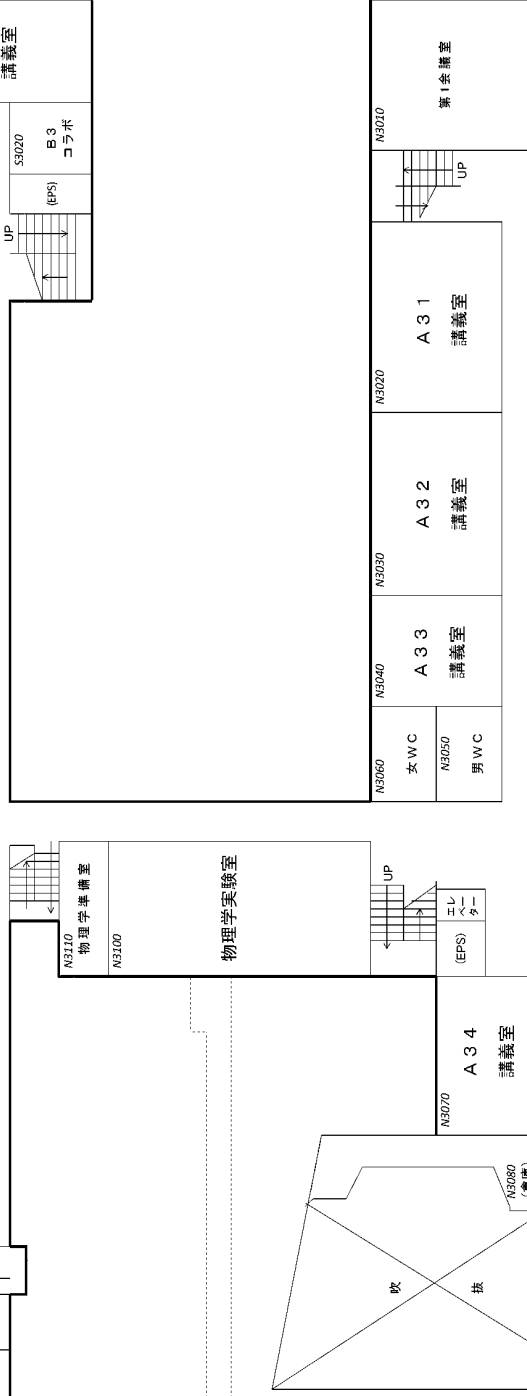 講義室
S3020
B3
コラボ
(EPS)
UP
N3010
第1会議室
UP
N3020
A31
講義室
N3030
A32
講義室
N3040
A33
講義室
N3060
女WC
N3050
男WC
N3110
物理学準備室
N3100
物理学実験室
UP
エレ
ベー
ター
(EPS)
N3070
A34
講義室
N3080
吹
抜